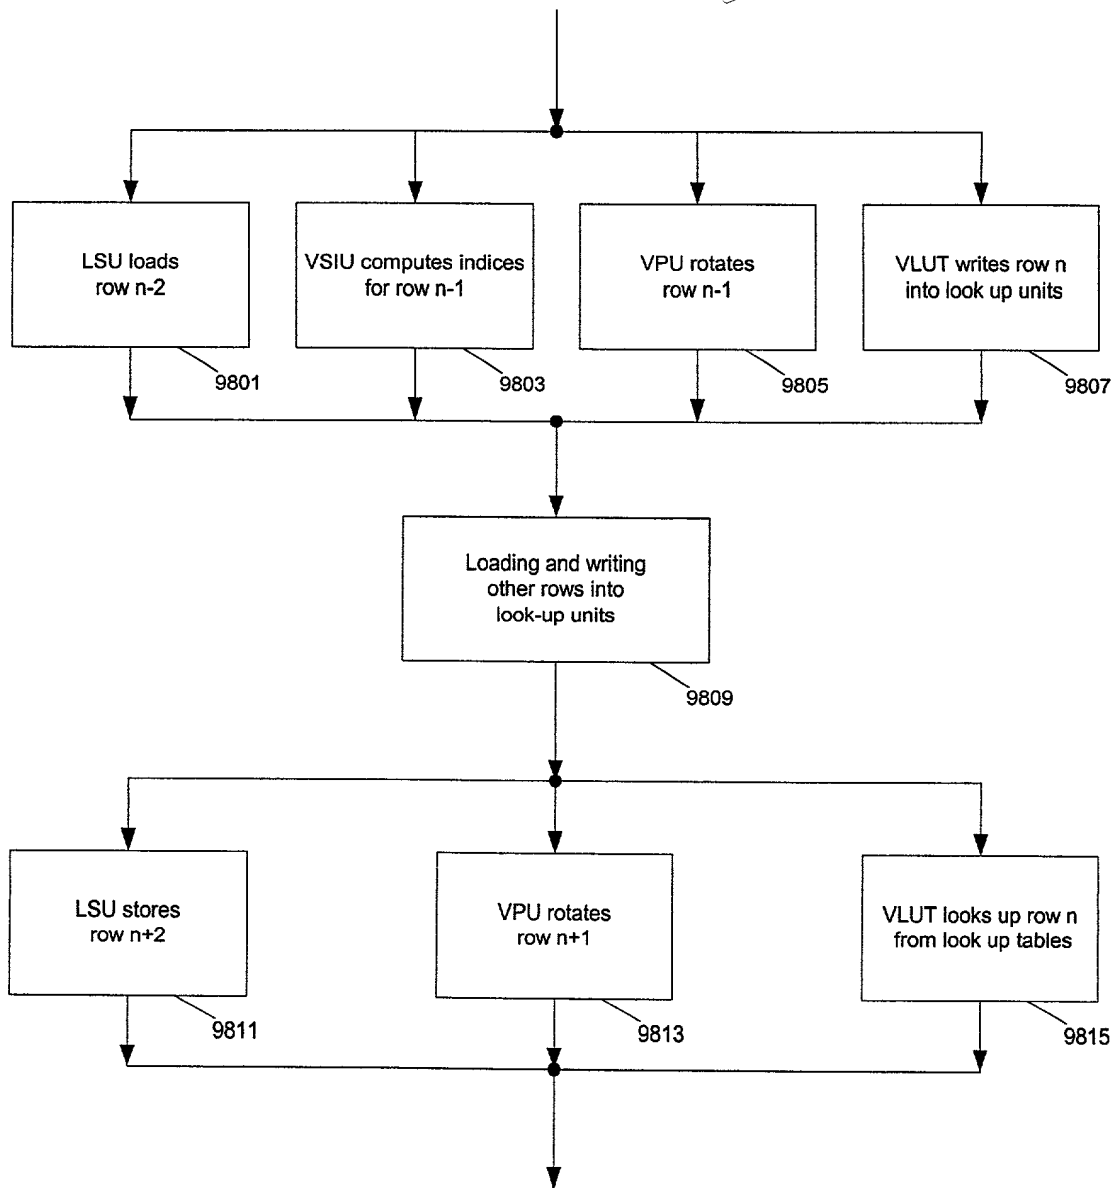 LSU loads
row n-2
9801
VSIU computes indices
for row n-1
9803
VPU rotates
row n-1
9805
VLUT writes row n
into look up units
9807
Loading and writing
other rows into
look-up units
9809
LSU stores
row n+2
9811
VPU rotates
row n+1
9813
VLUT looks up row n
from look up tables
9815